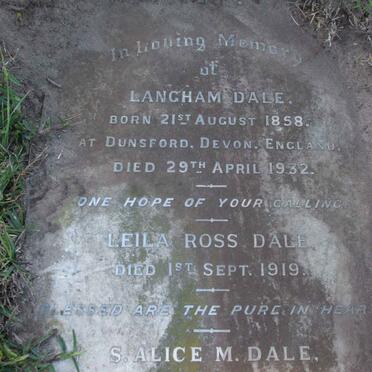 In Loving Memory
of
LANGHAM DALE.
BORN 21ST AUGUST 1858.
AT DUNSFORD, DEVON, ENGLAND.
DIED 29TH APRIL 1932.
ONE HOPE OF YOUR CALLING.
LEILA ROSS DALE
DIED 1ST SEPT. 1919.
BLESSED ARE THE PURE IN HEAR
S. ALICE M. DALE,